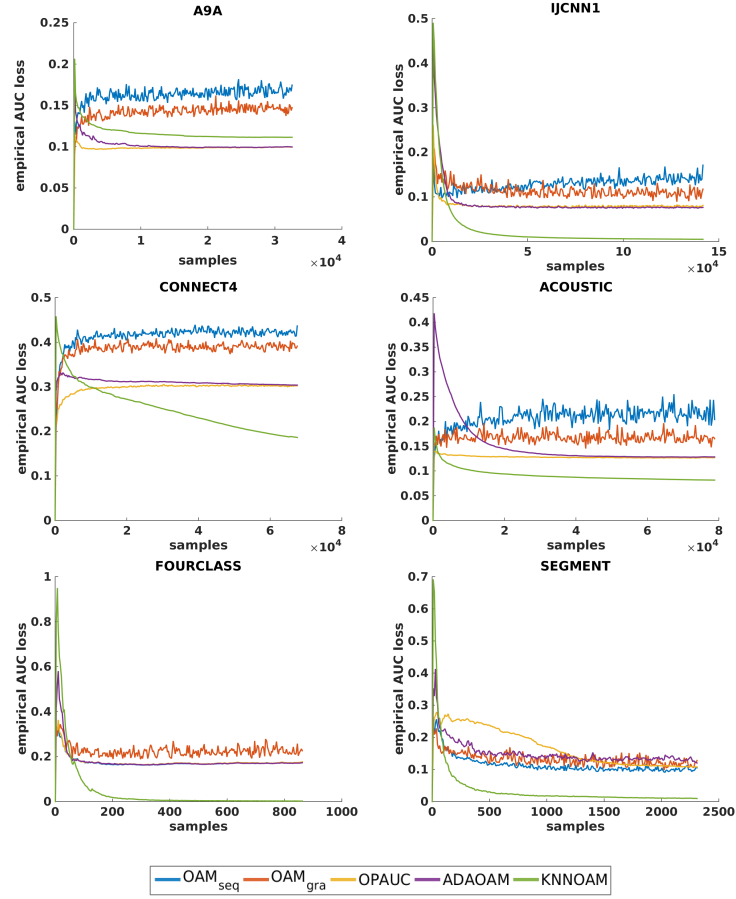 A9A
0.25
0.2
0.15
0.1
0.05
0
empirical AUC loss
0 1 2 3 4
samples
×10^4
IJCNN1
0.5
0.4
0.3
0.2
0.1
0
empirical AUC loss
0 5 10 15
samples
×10^4
CONNECT4
0.5
0.4
0.3
0.2
0.1
0
empirical AUC loss
0 2 4 6 8
samples
×10^4
ACOUSTIC
0.45
0.4
0.35
0.3
0.25
0.2
0.15
0.1
0.05
0
empirical AUC loss
0 2 4 6 8
samples
×10^4
FOURCLASS
1
0.8
0.6
0.4
0.2
0
empirical AUC loss
0 200 400 600 800 1000
samples
SEGMENT
0.7
0.6
0.5
0.4
0.3
0.2
0.1
0
empirical AUC loss
0 500 1000 1500 2000 2500
samples
OAM_seq OAM_gra OPAUC ADAOAM KNNOAM